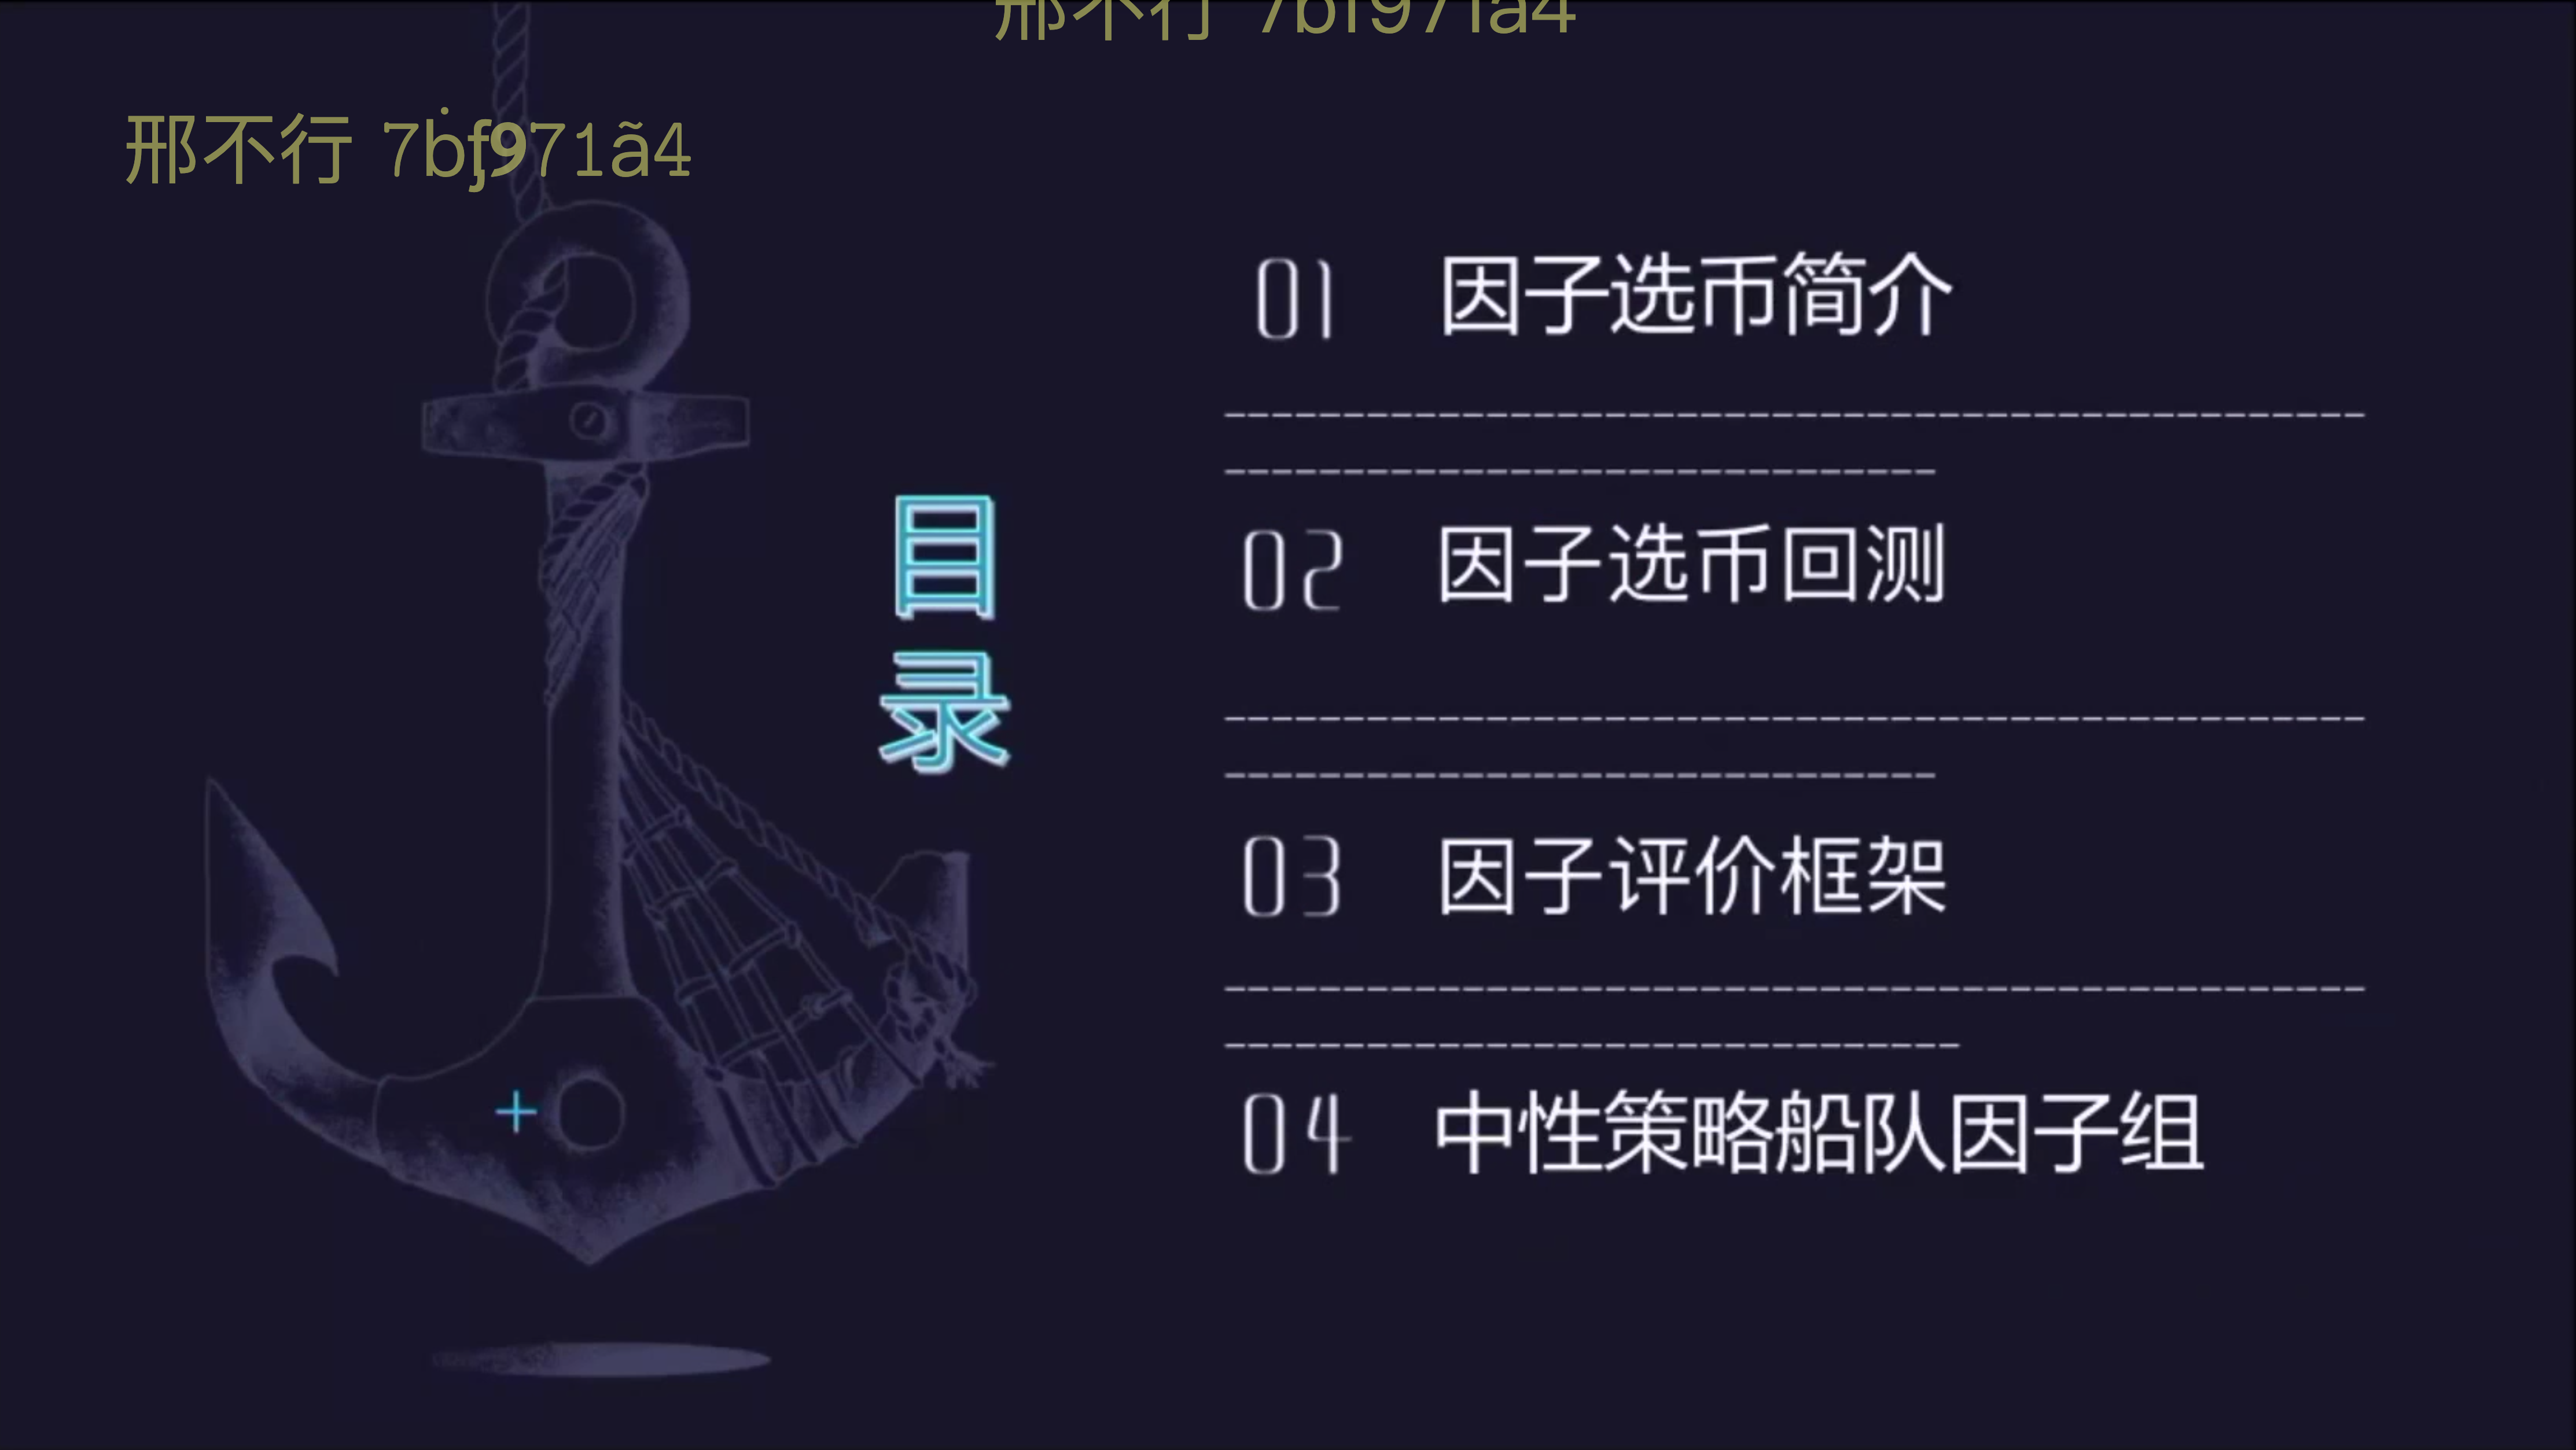 邢不行 7bf971a4
邢不行 7ḃƒ971ã4
目录
01 因子选币简介
02 因子选币回测
03 因子评价框架
04 中性策略船队因子组